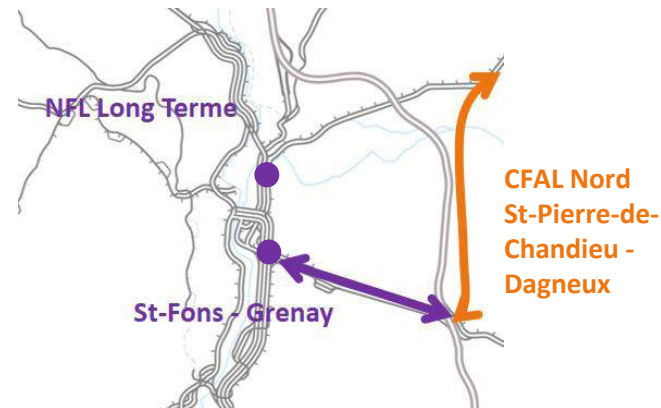 NFL Long Terme
CFAL Nord
St-Pierre-de-
Chandieu -
Dagneux
St-Fons - Grenay